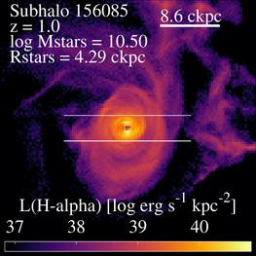 Subhalo 156085
8.6 ckpc
z = 1.0
log Mstars = 10.50
Rstars = 4.29 ckpc
L(H-alpha) [log erg s⁻¹ kpc⁻²]
37 38 39 40